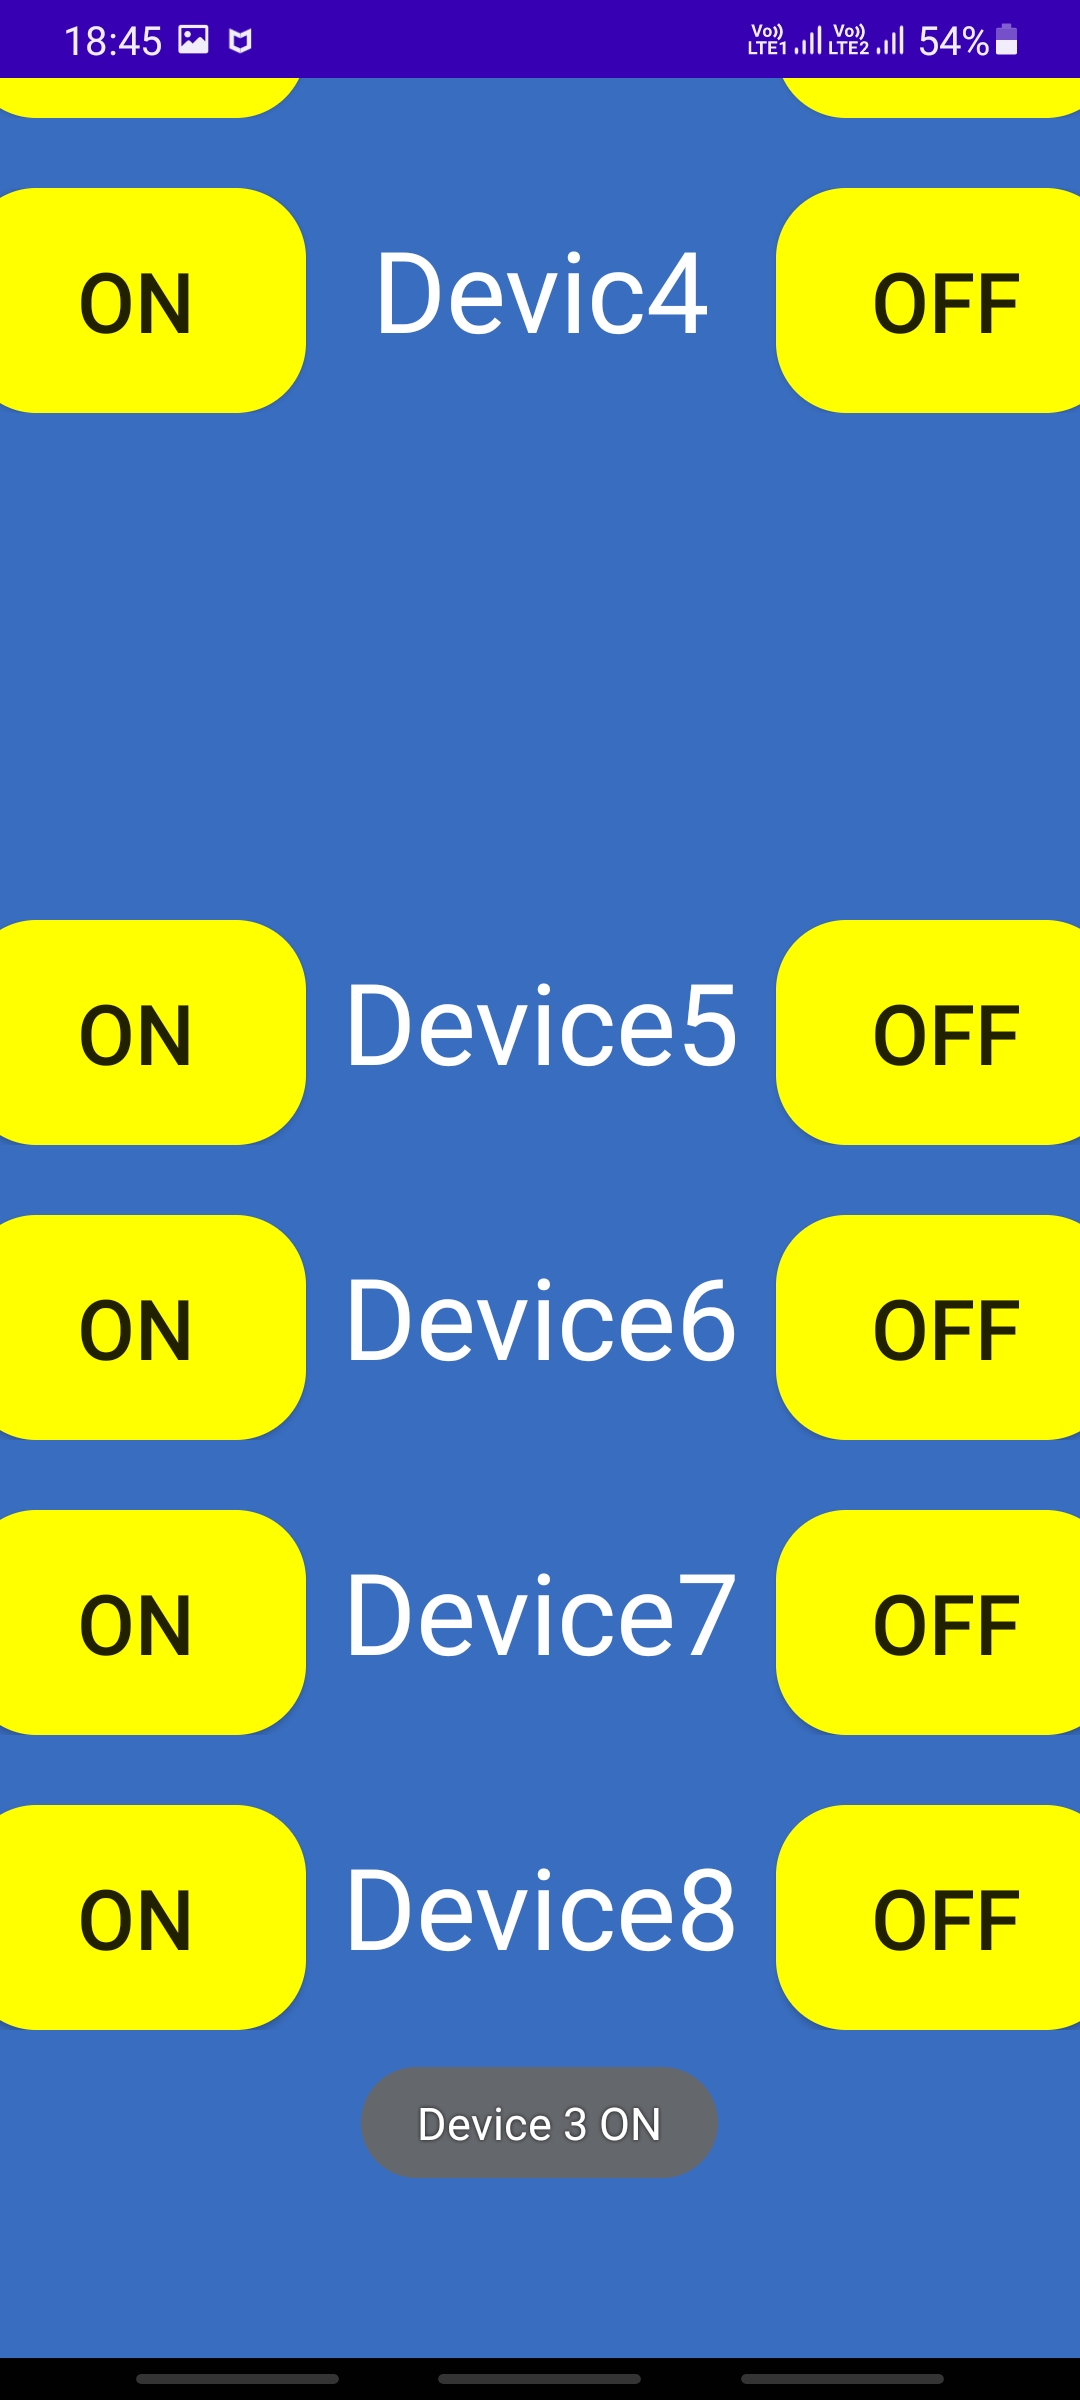 18:45 Vo)) LTE1 Vo)) LTE2 54%
ON Devic4 OFF
ON Device5 OFF
ON Device6 OFF
ON Device7 OFF
ON Device8 OFF
Device 3 ON